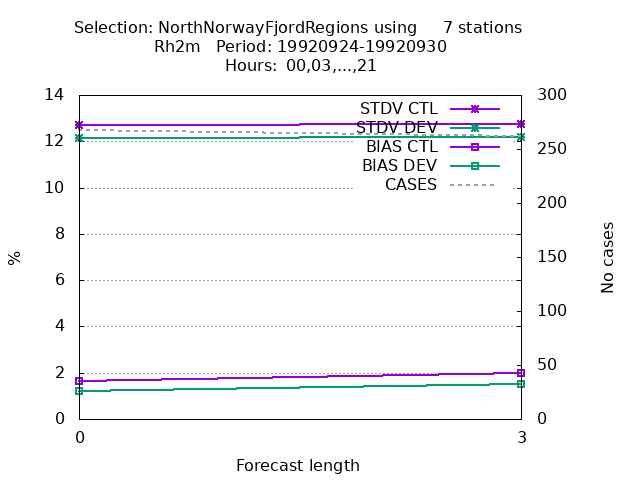 Selection: NorthNorwayFjordRegions using     7 stations
Rh2m   Period: 19920924-19920930
Hours:  00,03,...,21
14
12
10
8
6
4
2
0
%
300
250
200
150
100
50
0
No cases
STDV CTL
STDV DEV
BIAS CTL
BIAS DEV
CASES
0
3
Forecast length